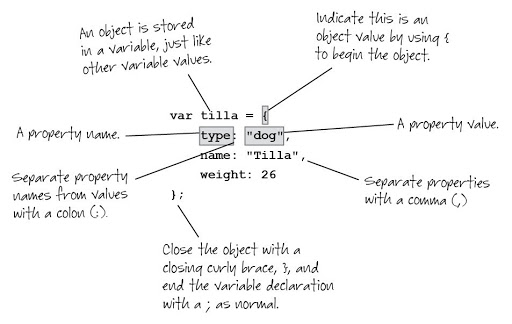 An object is stored
in a variable, just like
other variable values.
Indicate this is an
object value by using {
to begin the object.
var tilla = {
A property name.
type: "dog",
A property value.
name: "Tilla",
weight: 26
Separate property
names from values
with a colon (:).
Separate properties
with a comma (,)
};
Close the object with a
closing curly brace, }, and
end the variable declaration
with a ; as normal.